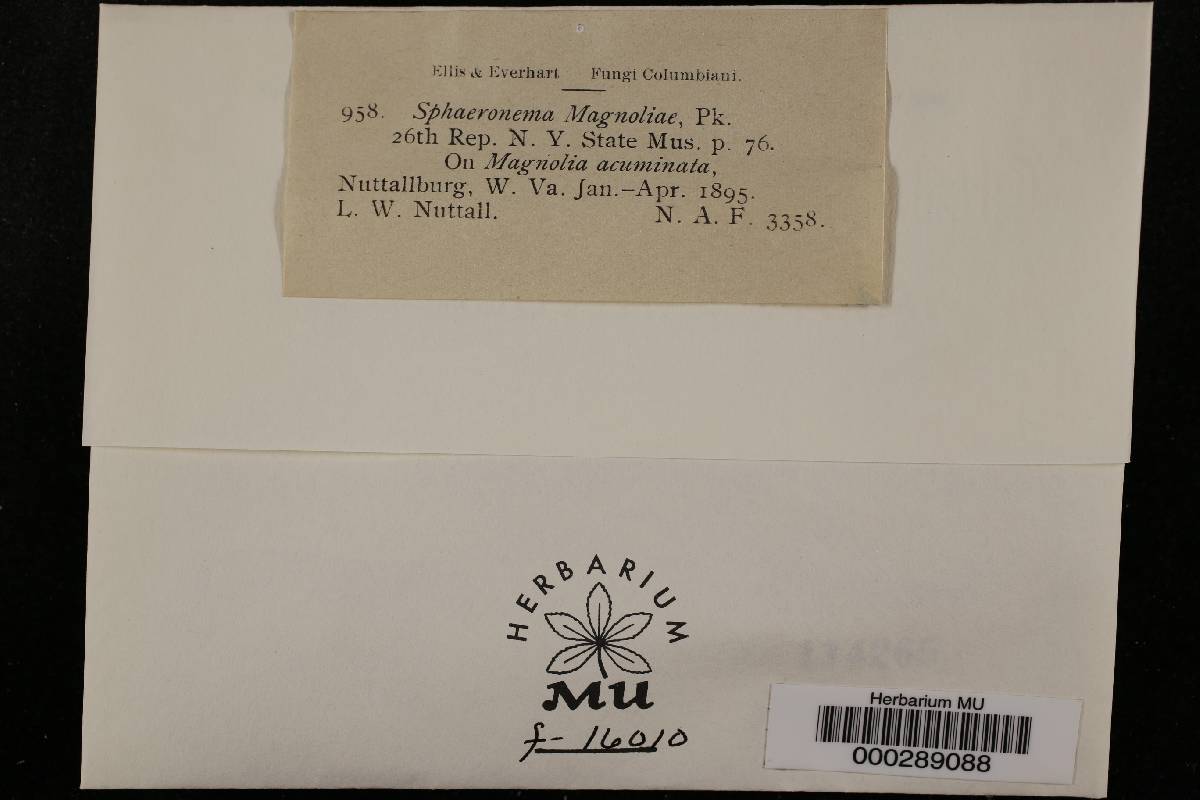 Ellis & Everhart Fungi Columbiani.
958. Sphaeronema Magnoliae, Pk.
26th Rep. N. Y. State Mus. p. 76.
On Magnolia acuminata,
Nuttallburg, W. Va. Jan.–Apr. 1895.
L. W. Nuttall. N. A. F. 3358.
HERBARIUM
MU
f- 16010
Herbarium MU
000289088